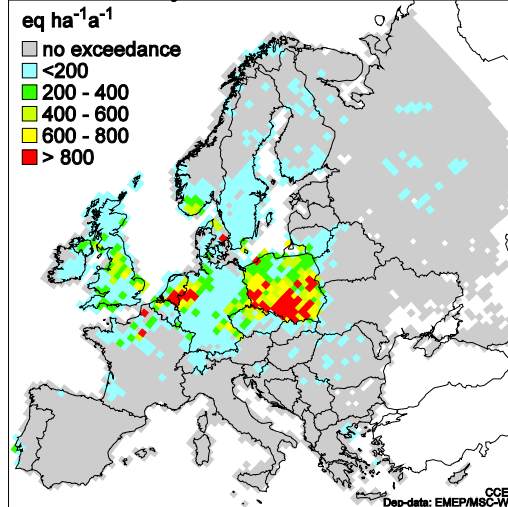 eq ha⁻¹a⁻¹
no exceedance
<200
200 - 400
400 - 600
600 - 800
> 800
CCE
Dep-data: EMEP/MSC-W